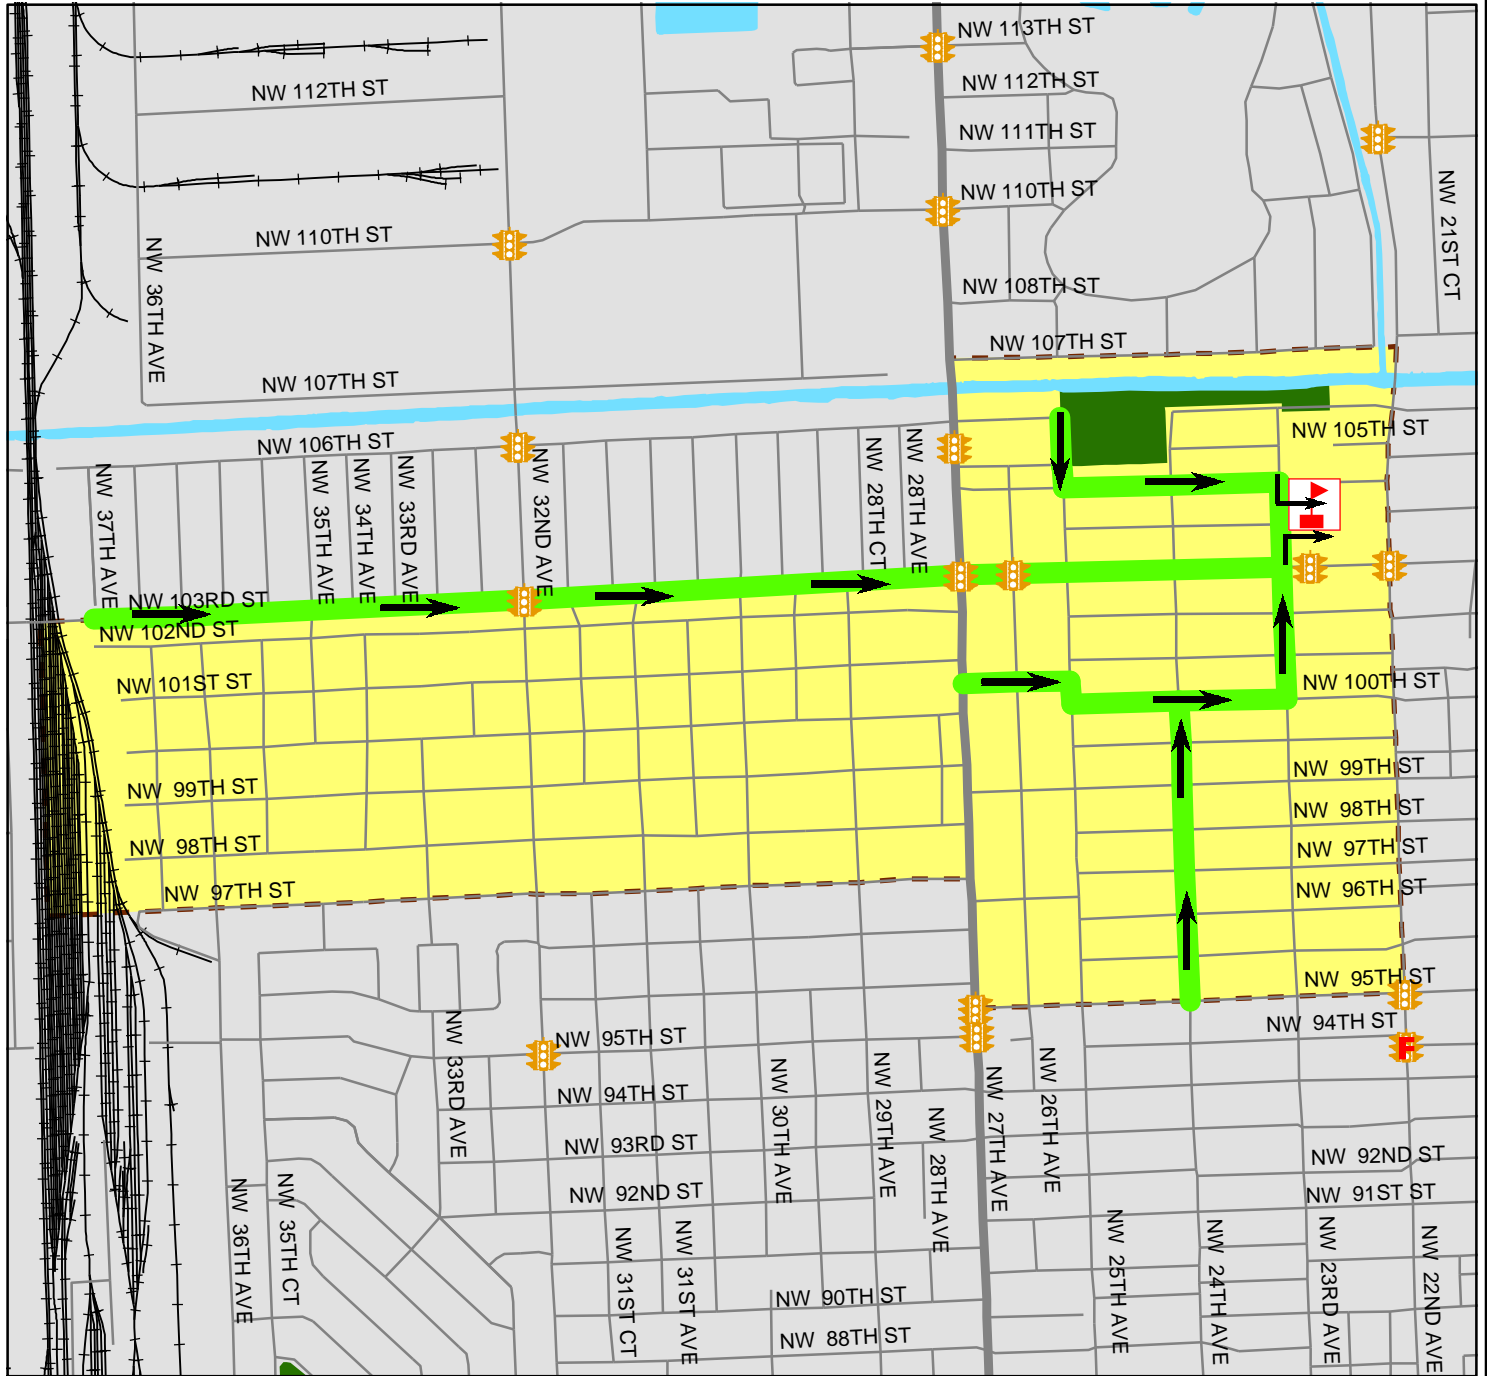 NW 113TH ST
NW 112TH ST
NW 112TH ST
NW 111TH ST
NW 110TH ST
NW 110TH ST
NW 21ST CT
NW 36TH AVE
NW 108TH ST
NW 107TH ST
NW 107TH ST
NW 106TH ST
NW 105TH ST
NW 37TH AVE
NW 35TH AVE
NW 34TH AVE
NW 33RD AVE
NW 32ND AVE
NW 28TH CT
NW 28TH AVE
NW 103RD ST
NW 102ND ST
NW 101ST ST
NW 100TH ST
NW 99TH ST
NW 99TH ST
NW 98TH ST
NW 98TH ST
NW 97TH ST
NW 97TH ST
NW 96TH ST
NW 95TH ST
NW 94TH ST
F
NW 95TH ST
NW 33RD AVE
NW 94TH ST
NW 30TH AVE
NW 29TH AVE
NW 28TH AVE
NW 27TH AVE
NW 26TH AVE
NW 93RD ST
NW 92ND ST
NW 92ND ST
NW 91ST ST
NW 36TH AVE
NW 35TH CT
NW 31ST CT
NW 31ST AVE
NW 25TH AVE
NW 24TH AVE
NW 23RD AVE
NW 22ND AVE
NW 90TH ST
NW 88TH ST